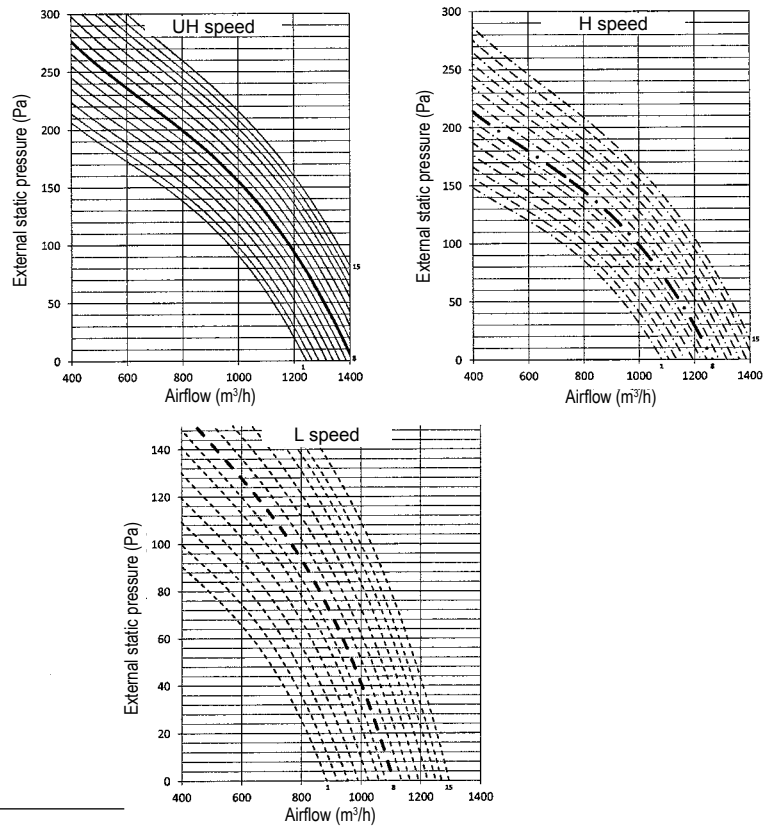 UH speed
External static pressure (Pa)
300
250
200
150
100
50
0
400 600 800 1000 1200 1400
1 8 15
Airflow (m³/h)
H speed
External static pressure (Pa)
300
250
200
150
100
50
0
400 600 800 1000 1200 1400
1 8 15
Airflow (m³/h)
L speed
External static pressure (Pa)
140
120
100
80
60
40
20
0
400 600 800 1000 1200 1400
1 8 15
Airflow (m³/h)